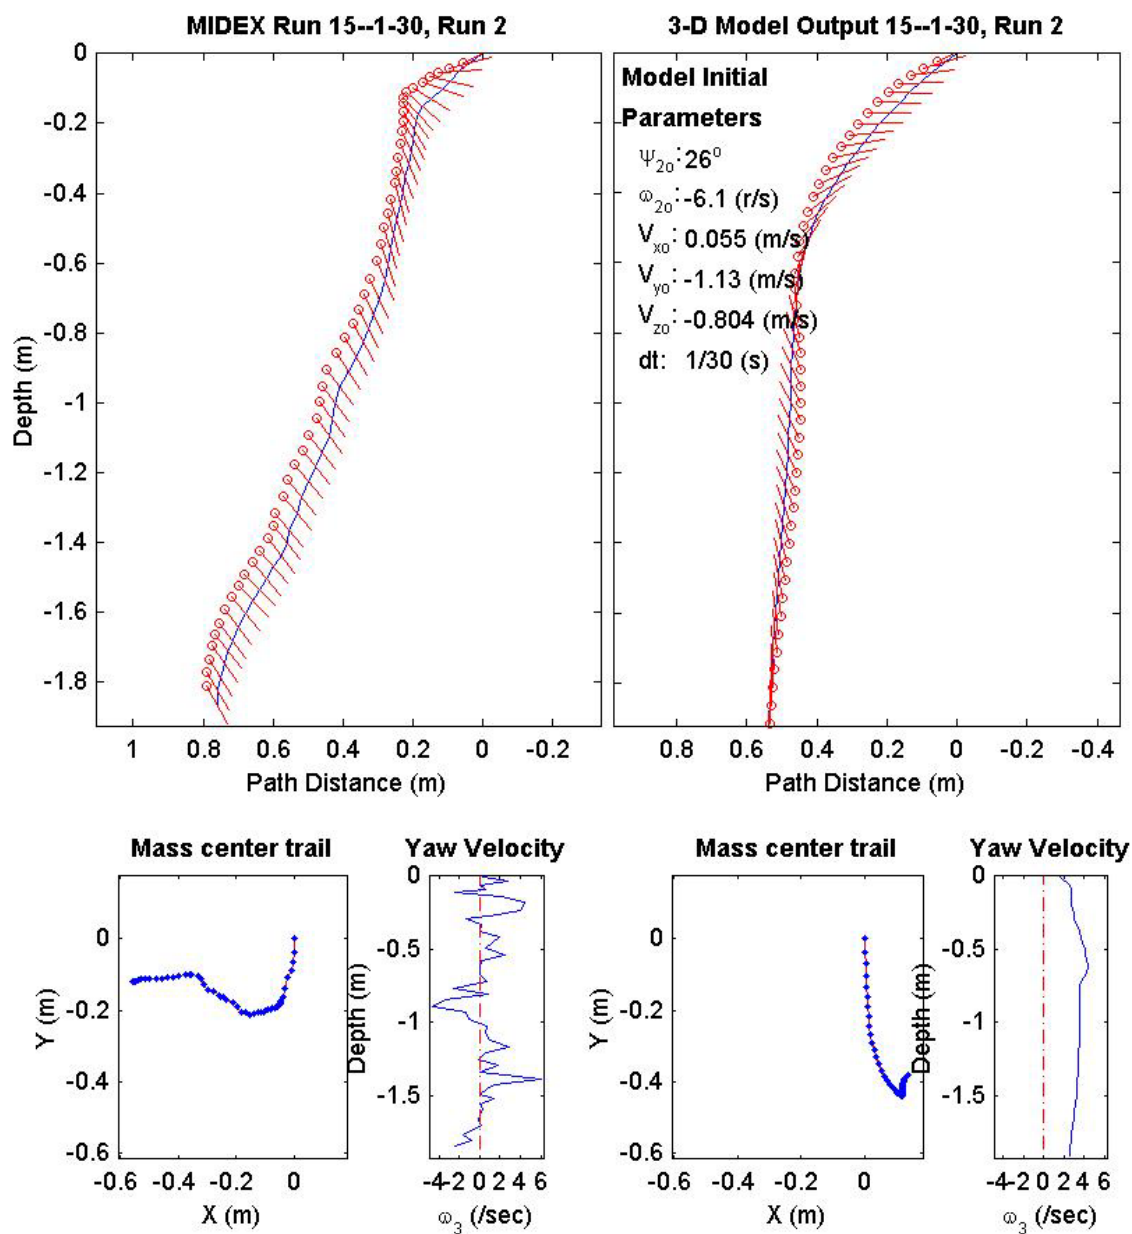 MIDEX Run 15--1-30, Run 2
0
-0.2
-0.4
-0.6
-0.8
-1
-1.2
-1.4
-1.6
-1.8
Depth (m)
1 0.8 0.6 0.4 0.2 0 -0.2
Path Distance (m)
3-D Model Output 15--1-30, Run 2
Model Initial
Parameters
Ψ2o: 26o
ω2o: -6.1 (r/s)
Vxo: 0.055 (m/s)
Vyo: -1.13 (m/s)
Vzo: -0.804 (m/s)
dt: 1/30 (s)
0.8 0.6 0.4 0.2 0 -0.2 -0.4
Path Distance (m)
Mass center trail
0
-0.2
-0.4
-0.6
Y (m)
-0.6 -0.4 -0.2 0
X (m)
Yaw Velocity
0
-0.5
-1
-1.5
Depth (m)
-4 -2 0 2 4 6
ω3 (/sec)
Mass center trail
0
-0.2
-0.4
-0.6
Y (m)
-0.6 -0.4 -0.2 0
X (m)
Yaw Velocity
0
-0.5
-1
-1.5
Depth (m)
-4 -2 0 2 4 6
ω3 (/sec)